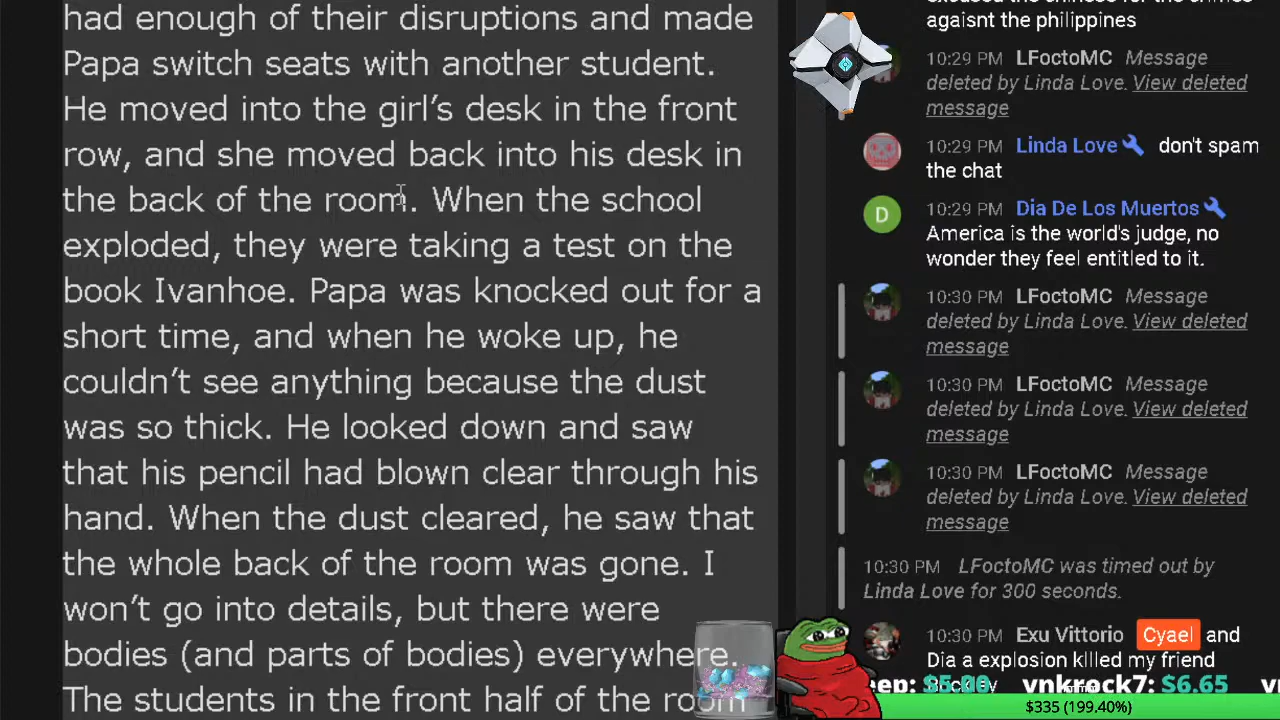 had enough of their disruptions and made
Papa switch seats with another student.
He moved into the girl's desk in the front
row, and she moved back into his desk in
the back of the room. When the school
exploded, they were taking a test on the
book Ivanhoe. Papa was knocked out for a
short time, and when he woke up, he
couldn't see anything because the dust
was so thick. He looked down and saw
that his pencil had blown clear through his
hand. When the dust cleared, he saw that
the whole back of the room was gone. I
won't go into details, but there were
bodies (and parts of bodies) everywhere.
The students in the front half of the room
agaisnt the philippines
10:29 PM LFoctoMC Message
deleted by Linda Love. View deleted
message
10:29 PM Linda Love don't spam
the chat
D
10:29 PM Dia De Los Muertos
America is the world's judge, no
wonder they feel entitled to it.
10:30 PM LFoctoMC Message
deleted by Linda Love. View deleted
message
10:30 PM LFoctoMC Message
deleted by Linda Love. View deleted
message
10:30 PM LFoctoMC Message
deleted by Linda Love. View deleted
message
10:30 PM LFoctoMC was timed out by
Linda Love for 300 seconds.
10:30 PM Exu Vittorio Cyael and
Dia a explosion kIlled my friend
eep: $5.00 vnkrock7: $6.65
$335 (199.40%)